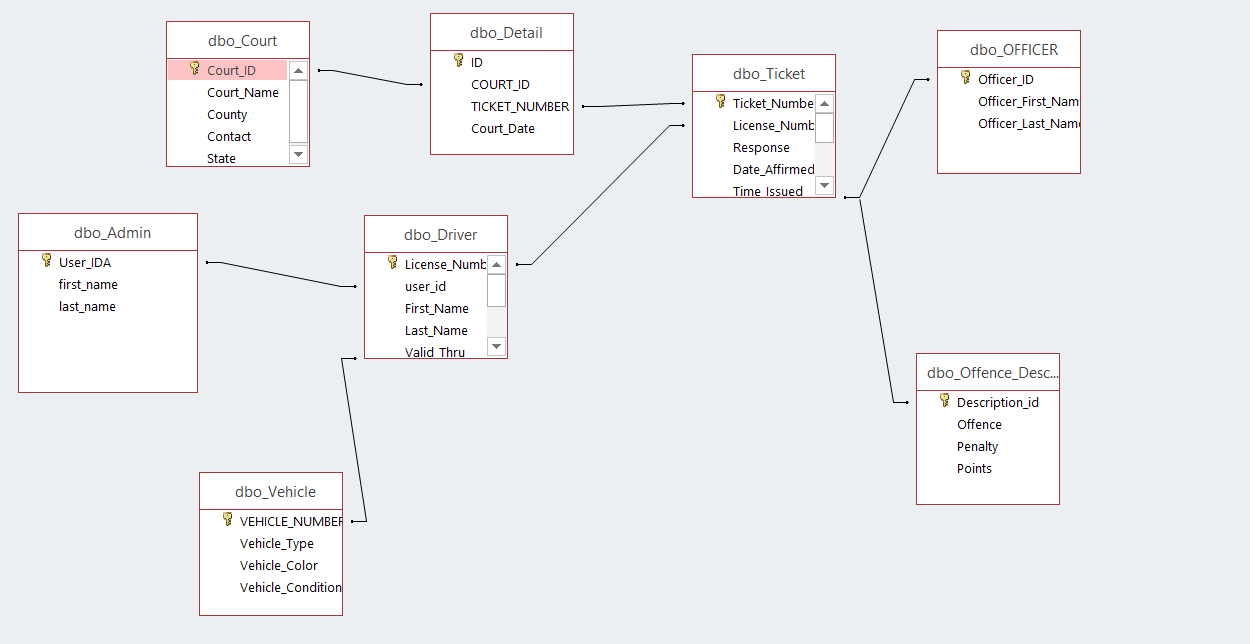 dbo_Court
Court_ID
Court_Name
County
Contact
State
dbo_Detail
ID
COURT_ID
TICKET_NUMBER
Court_Date
dbo_Ticket
Ticket_Numbe
License_Numb
Response
Date_Affirmed
Time_Issued
dbo_OFFICER
Officer_ID
Officer_First_Nam
Officer_Last_Name
dbo_Admin
User_IDA
first_name
last_name
dbo_Driver
License_Numb
user_id
First_Name
Last_Name
Valid_Thru
dbo_Offence_Desc...
Description_id
Offence
Penalty
Points
dbo_Vehicle
VEHICLE_NUMBER
Vehicle_Type
Vehicle_Color
Vehicle_Condition